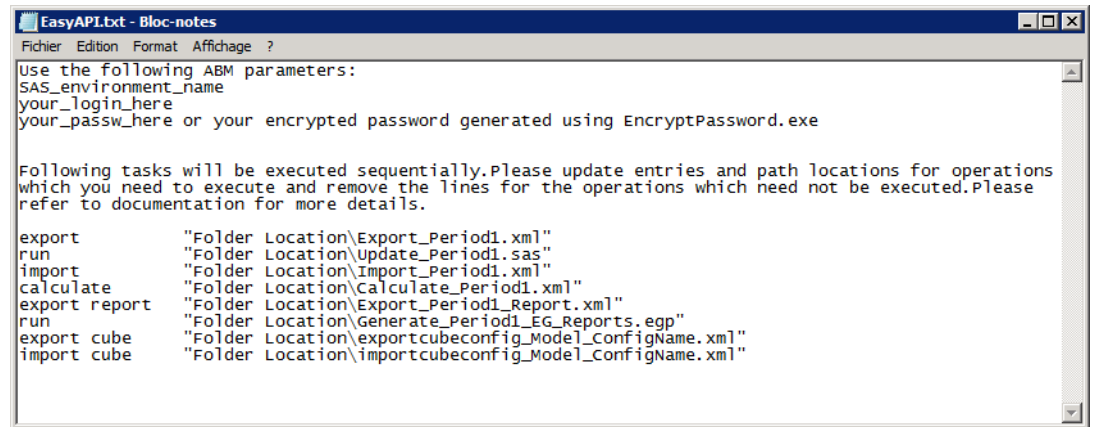 EasyAPI.txt - Bloc-notes
Fichier Edition Format Affichage ?
Use the following ABM parameters:
SAS_environment_name
your_login_here
your_passw_here or your encrypted password generated using EncryptPassword.exe
Following tasks will be executed sequentially.Please update entries and path locations for operations
which you need to execute and remove the lines for the operations which need not be executed.Please
refer to documentation for more details.
export "Folder Location\Export_Period1.xml"
run "Folder Location\Update_Period1.sas"
import "Folder Location\Import_Period1.xml"
calculate "Folder Location\Calculate_Period1.xml"
export report "Folder Location\Export_Period1_Report.xml"
run "Folder Location\Generate_Period1_EG_Reports.egp"
export cube "Folder Location\exportcubeconfig_Model_ConfigName.xml"
import cube "Folder Location\importcubeconfig_Model_ConfigName.xml"